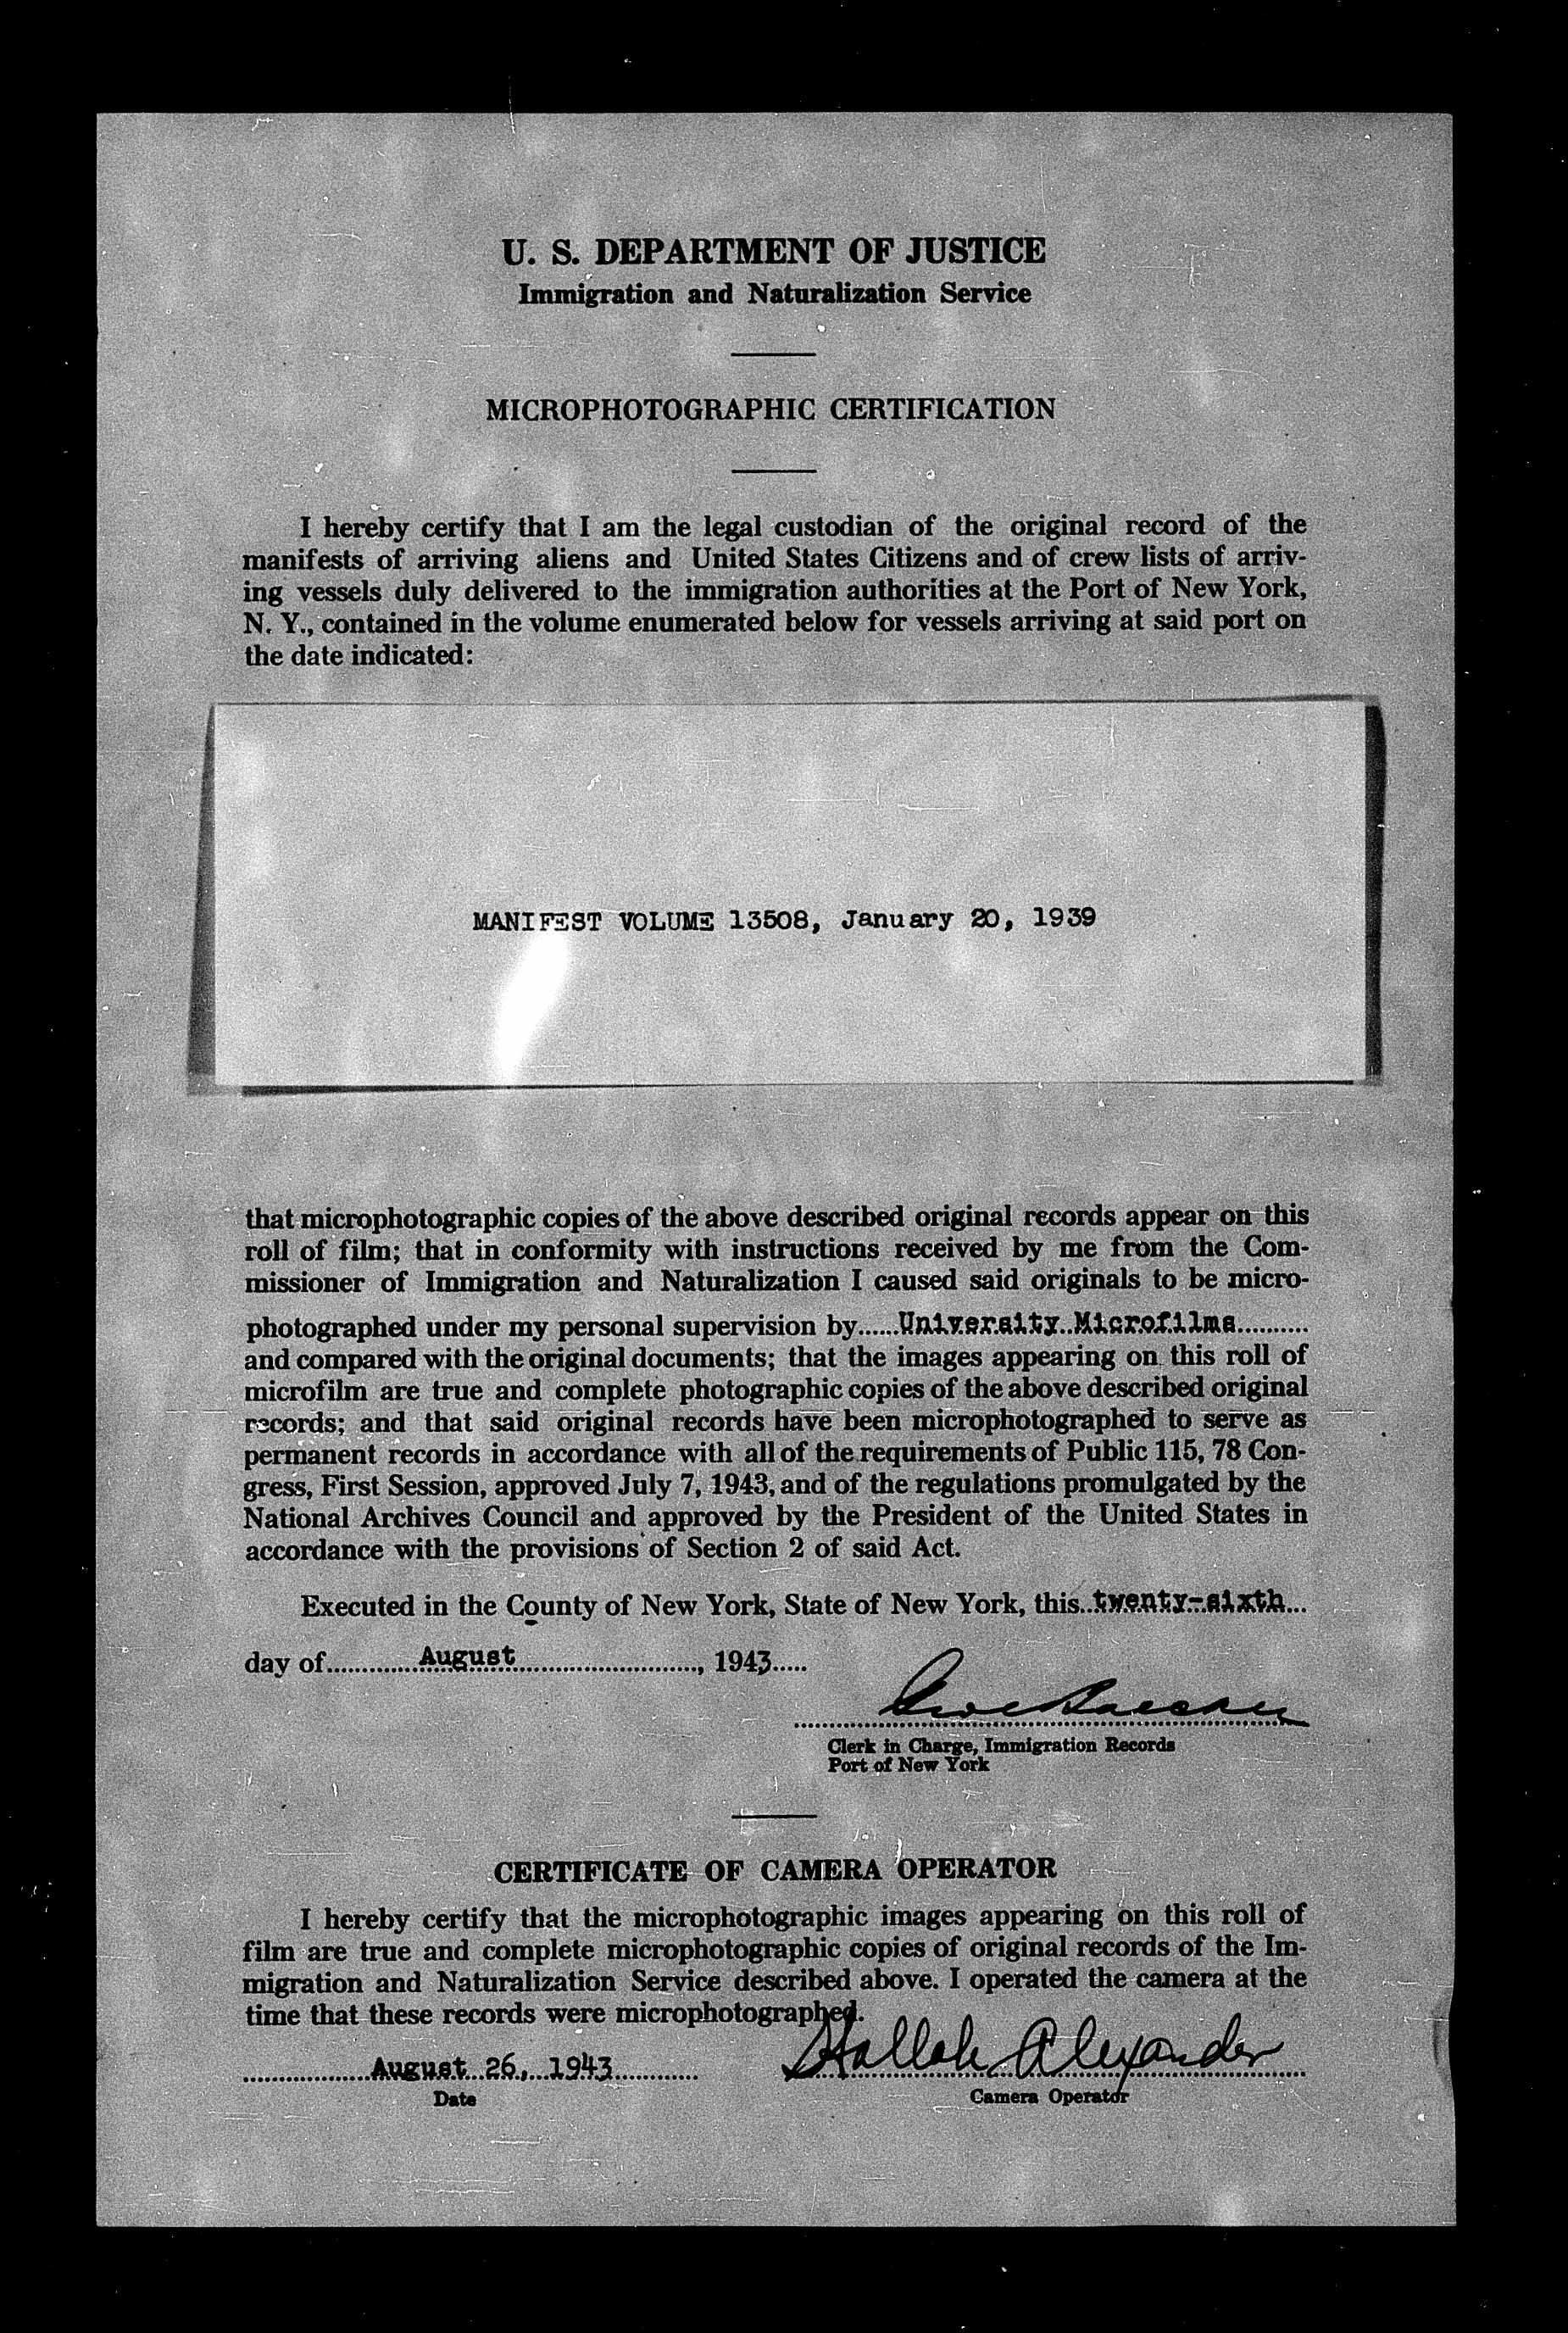 U. S. DEPARTMENT OF JUSTICE
Immigration and Naturalization Service
MICROPHOTOGRAPHIC CERTIFICATION
I hereby certify that I am the legal custodian of the original record of the
manifests of arriving aliens and United States Citizens and of crew lists of arriv-
ing vessels duly delivered to the immigration authorities at the Port of New York,
N. Y., contained in the volume enumerated below for vessels arriving at said port on
the date indicated:
MANIFEST VOLUME 13508, January 20, 1939
that microphotographic copies of the above described original records appear on this
roll of film; that in conformity with instructions received by me from the Com-
missioner of Immigration and Naturalization I caused said originals to be micro-
photographed under my personal supervision by......University Microfilms..........
and compared with the original documents; that the images appearing on this roll of
microfilm are true and complete photographic copies of the above described original
records; and that said original records have been microphotographed to serve as
permanent records in accordance with all of the requirements of Public 115, 78 Con-
gress, First Session, approved July 7, 1943, and of the regulations promulgated by the
National Archives Council and approved by the President of the United States in
accordance with the provisions of Section 2 of said Act.
Executed in the County of New York, State of New York, this..twenty-sixth...
day of..............August............................, 1943.....
Clerk in Charge, Immigration Records
Port of New York
CERTIFICATE OF CAMERA OPERATOR
I hereby certify that the microphotographic images appearing on this roll of
film are true and complete microphotographic copies of original records of the Im-
migration and Naturalization Service described above. I operated the camera at the
time that these records were microphotographed.
..................August 26, 1943............ Alexander
Date Camera Operator